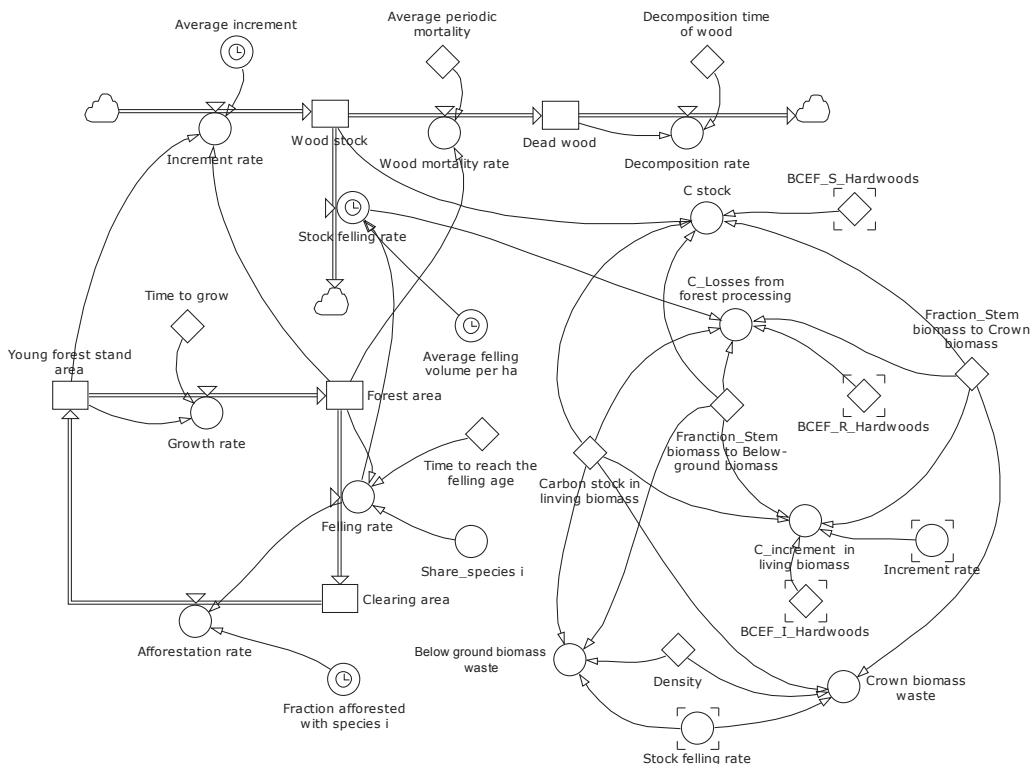 Average increment
Average periodic
mortality
Decomposition time
of wood
Wood stock
Dead wood
Increment rate
Wood mortality rate
Decomposition rate
BCEF_S_Hardwoods
C stock
Stock felling rate
C_Losses from
forest processing
Time to grow
Fraction_Stem
biomass to Crown
biomass
Young forest stand
area
Average felling
volume per ha
Forest area
BCEF_R_Hardwoods
Growth rate
Franction_Stem
biomass to Below-
ground biomass
Time to reach the
felling age
Carbon stock in
linving biomass
Felling rate
C_increment in
living biomass
Increment rate
Share_species i
Clearing area
BCEF_I_Hardwoods
Afforestation rate
Below ground biomass
waste
Density
Crown biomass
waste
Fraction afforested
with species i
Stock felling rate